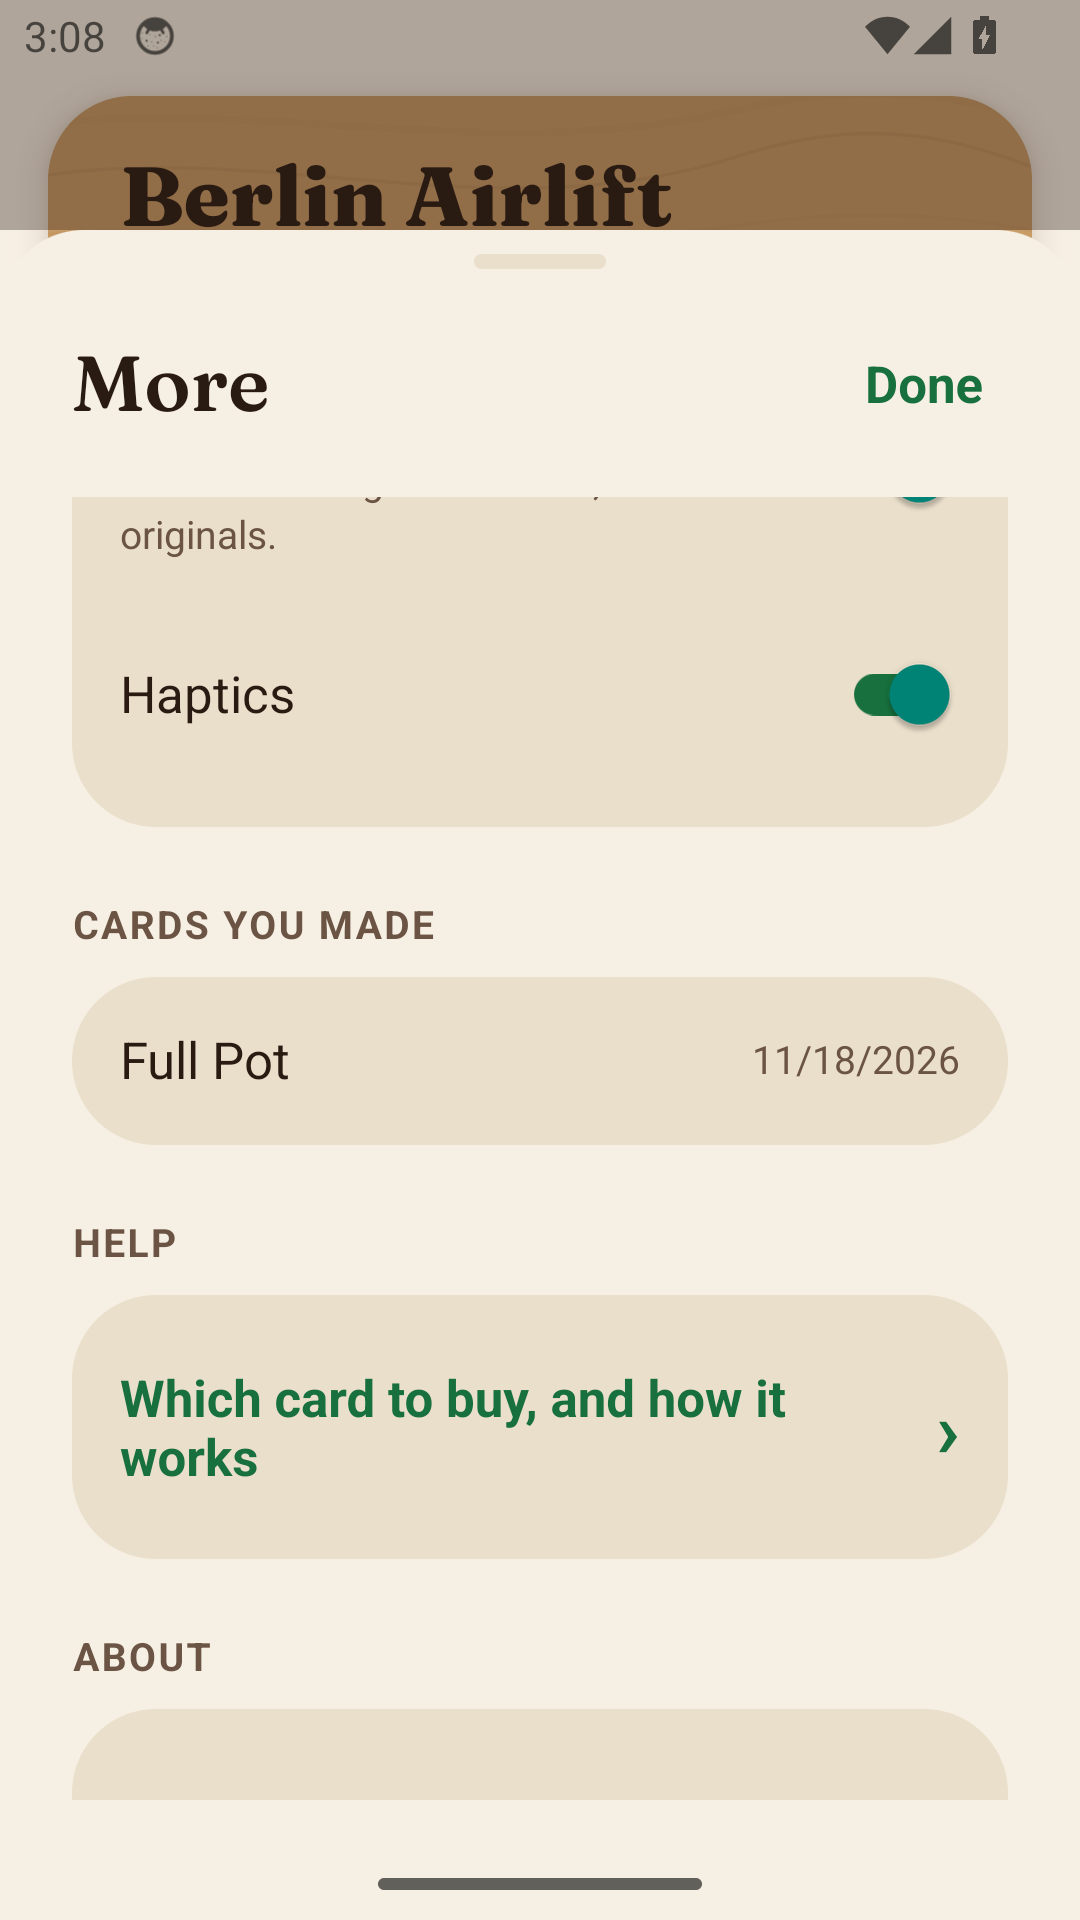 3:08
Berlin Airlift
More
Done
originals.
Haptics
CARDS YOU MADE
Full Pot
11/18/2026
HELP
Which card to buy, and how it
works
›
ABOUT